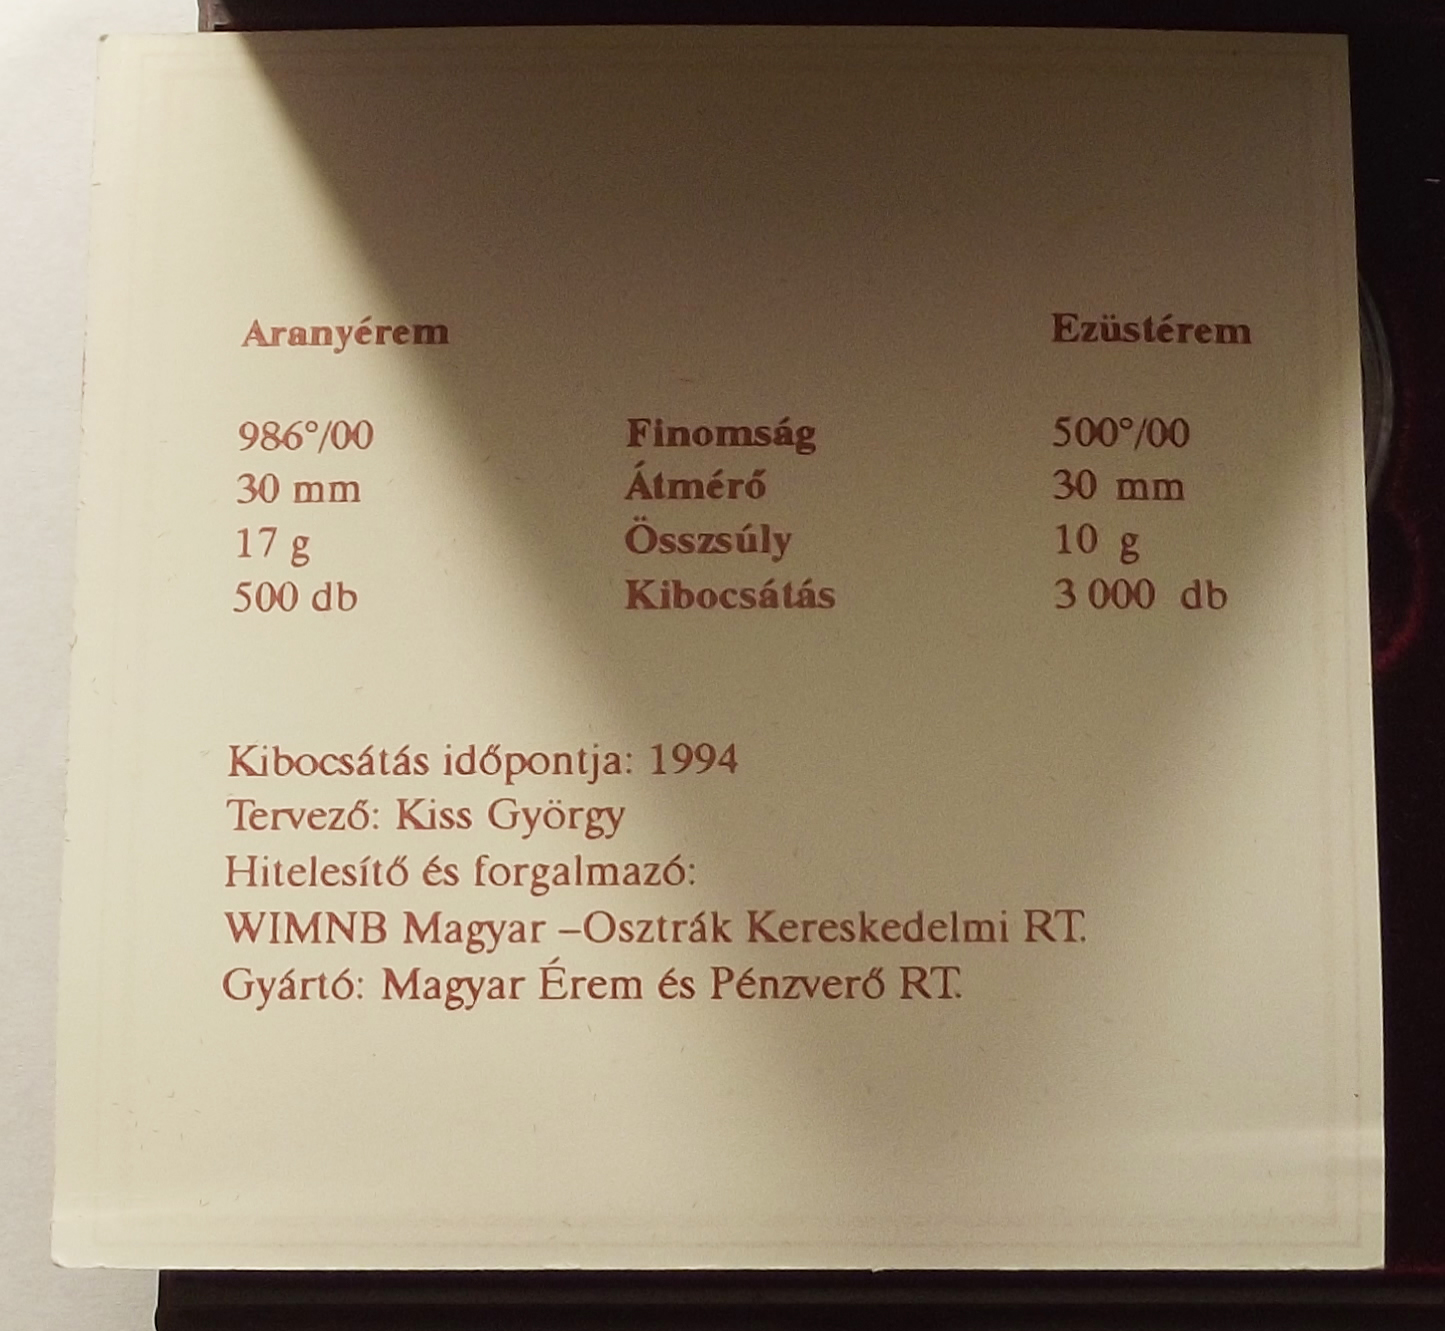 Aranyérem Ezüstérem
986°/00 Finomság 500°/00
30 mm Átmérő 30 mm
17 g Összsúly 10 g
500 db Kibocsátás 3 000 db
Kibocsátás időpontja: 1994
Tervező: Kiss György
Hitelesítő és forgalmazó:
WIMNB Magyar –Osztrák Kereskedelmi RT.
Gyártó: Magyar Érem és Pénzverő RT.